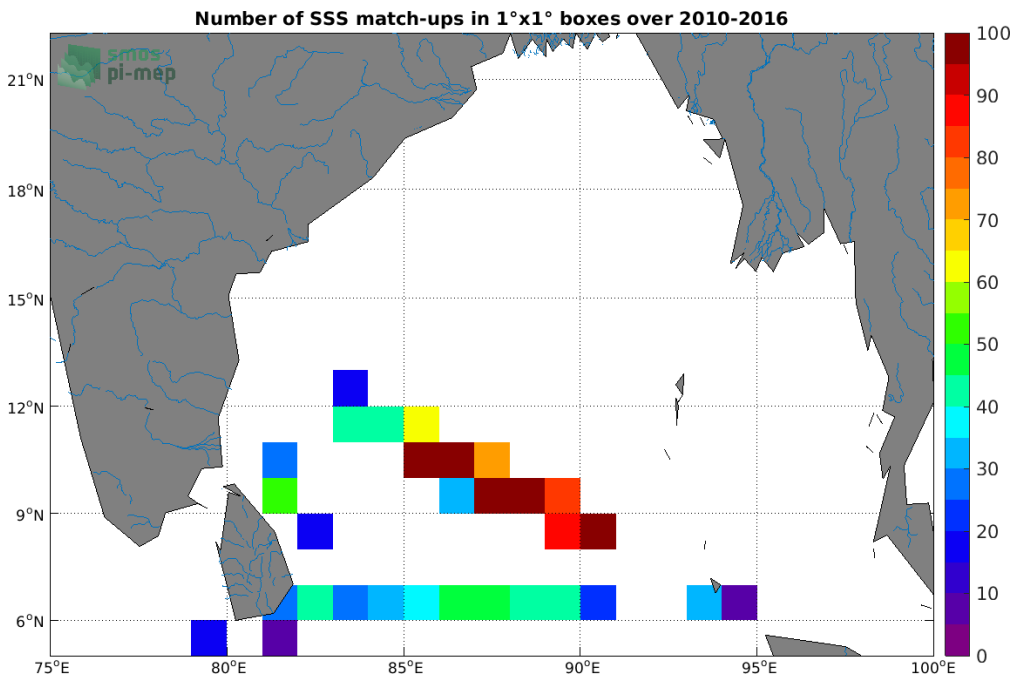 Number of SSS match-ups in 1°x1° boxes over 2010-2016
smos
pi-mep
21°N
18°N
15°N
12°N
9°N
6°N
75°E
80°E
85°E
90°E
95°E
100°E
100
90
80
70
60
50
40
30
20
10
0